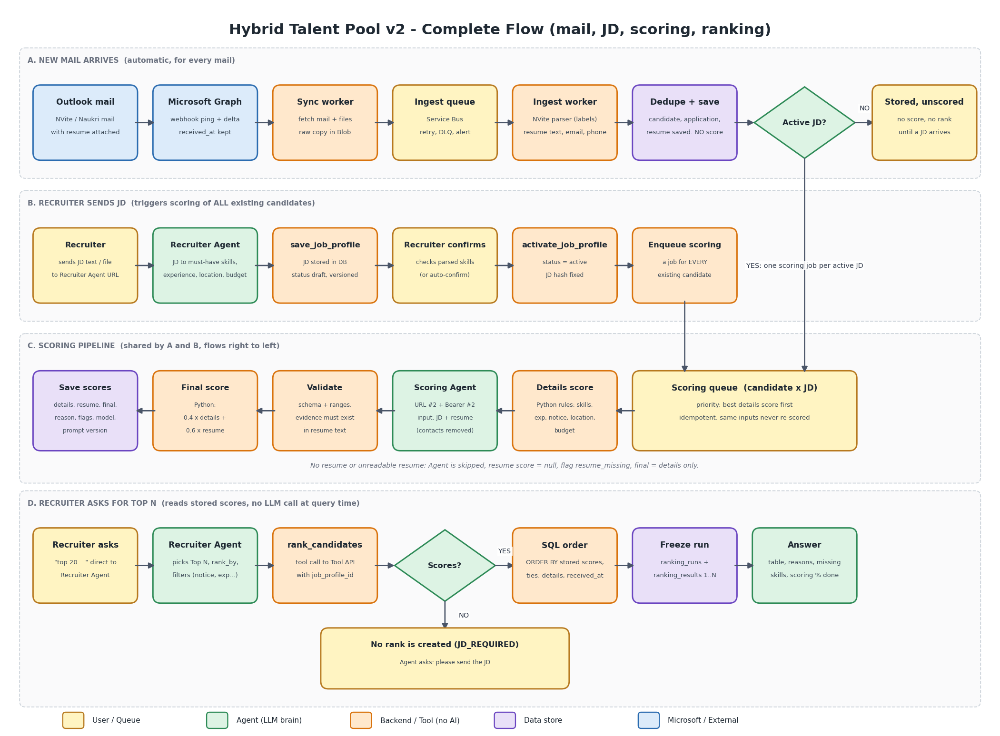 Hybrid Talent Pool v2 - Complete Flow (mail, JD, scoring, ranking)
A. NEW MAIL ARRIVES (automatic, for every mail)
Outlook mail
NVite / Naukri mail
with resume attached
Microsoft Graph
webhook ping + delta
received_at kept
Sync worker
fetch mail + files
raw copy in Blob
Ingest queue
Service Bus
retry, DLQ, alert
Ingest worker
NVite parser (labels)
resume text, email, phone
Dedupe + save
candidate, application,
resume saved. NO score
Active JD?
NO
Stored, unscored
no score, no rank
until a JD arrives
B. RECRUITER SENDS JD (triggers scoring of ALL existing candidates)
Recruiter
sends JD text / file
to Recruiter Agent URL
Recruiter Agent
JD to must-have skills,
experience, location, budget
save_job_profile
JD stored in DB
status draft, versioned
Recruiter confirms
checks parsed skills
(or auto-confirm)
activate_job_profile
status = active
JD hash fixed
Enqueue scoring
a job for EVERY
existing candidate
YES: one scoring job per active JD
C. SCORING PIPELINE (shared by A and B, flows right to left)
Save scores
details, resume, final,
reason, flags, model,
prompt version
Final score
Python:
0.4 x details +
0.6 x resume
Validate
schema + ranges,
evidence must exist
in resume text
Scoring Agent
URL #2 + Bearer #2
input: JD + resume
(contacts removed)
Details score
Python rules: skills,
exp, notice, location,
budget
Scoring queue (candidate x JD)
priority: best details score first
idempotent: same inputs never re-scored
No resume or unreadable resume: Agent is skipped, resume score = null, flag resume_missing, final = details only.
D. RECRUITER ASKS FOR TOP N (reads stored scores, no LLM call at query time)
Recruiter asks
"top 20 ..." direct to
Recruiter Agent
Recruiter Agent
picks Top N, rank_by,
filters (notice, exp...)
rank_candidates
tool call to Tool API
with job_profile_id
Scores?
YES
SQL order
ORDER BY stored scores,
ties: details, received_at
Freeze run
ranking_runs +
ranking_results 1..N
Answer
table, reasons, missing
skills, scoring % done
NO
No rank is created (JD_REQUIRED)
Agent asks: please send the JD
User / Queue
Agent (LLM brain)
Backend / Tool (no AI)
Data store
Microsoft / External